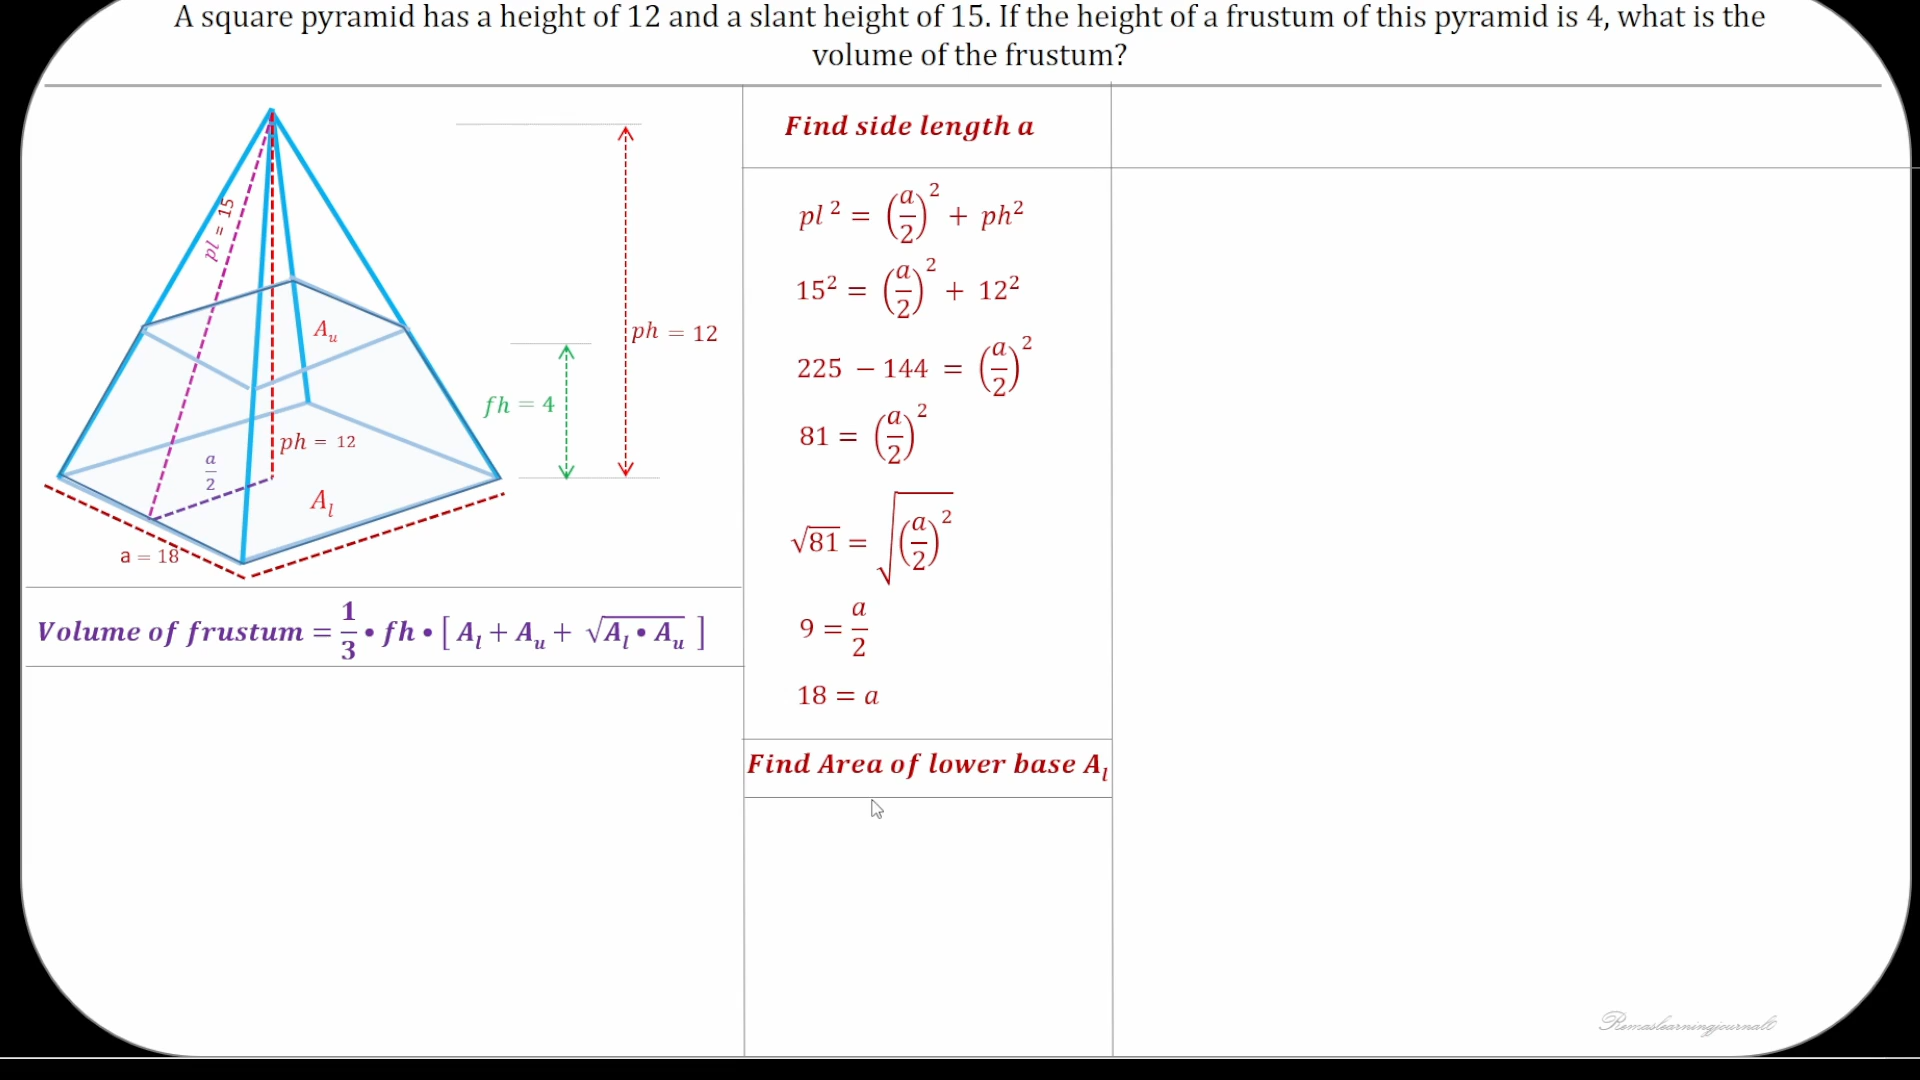 A square pyramid has a height of 12 and a slant height of 15. If the height of a frustum of this pyramid is 4, what is the
volume of the frustum?
pl = 15
A_u
ph = 12
fh = 4
ph = 12
a/2
A_l
a = 18
Volume of frustum = 1/3 • fh • [ A_l + A_u + √(A_l • A_u) ]
Find side length a
pl² = (a/2)² + ph²
15² = (a/2)² + 12²
225 − 144 = (a/2)²
81 = (a/2)²
√81 = √((a/2)²)
9 = a/2
18 = a
Find Area of lower base A_l
Remaslearningjournalt